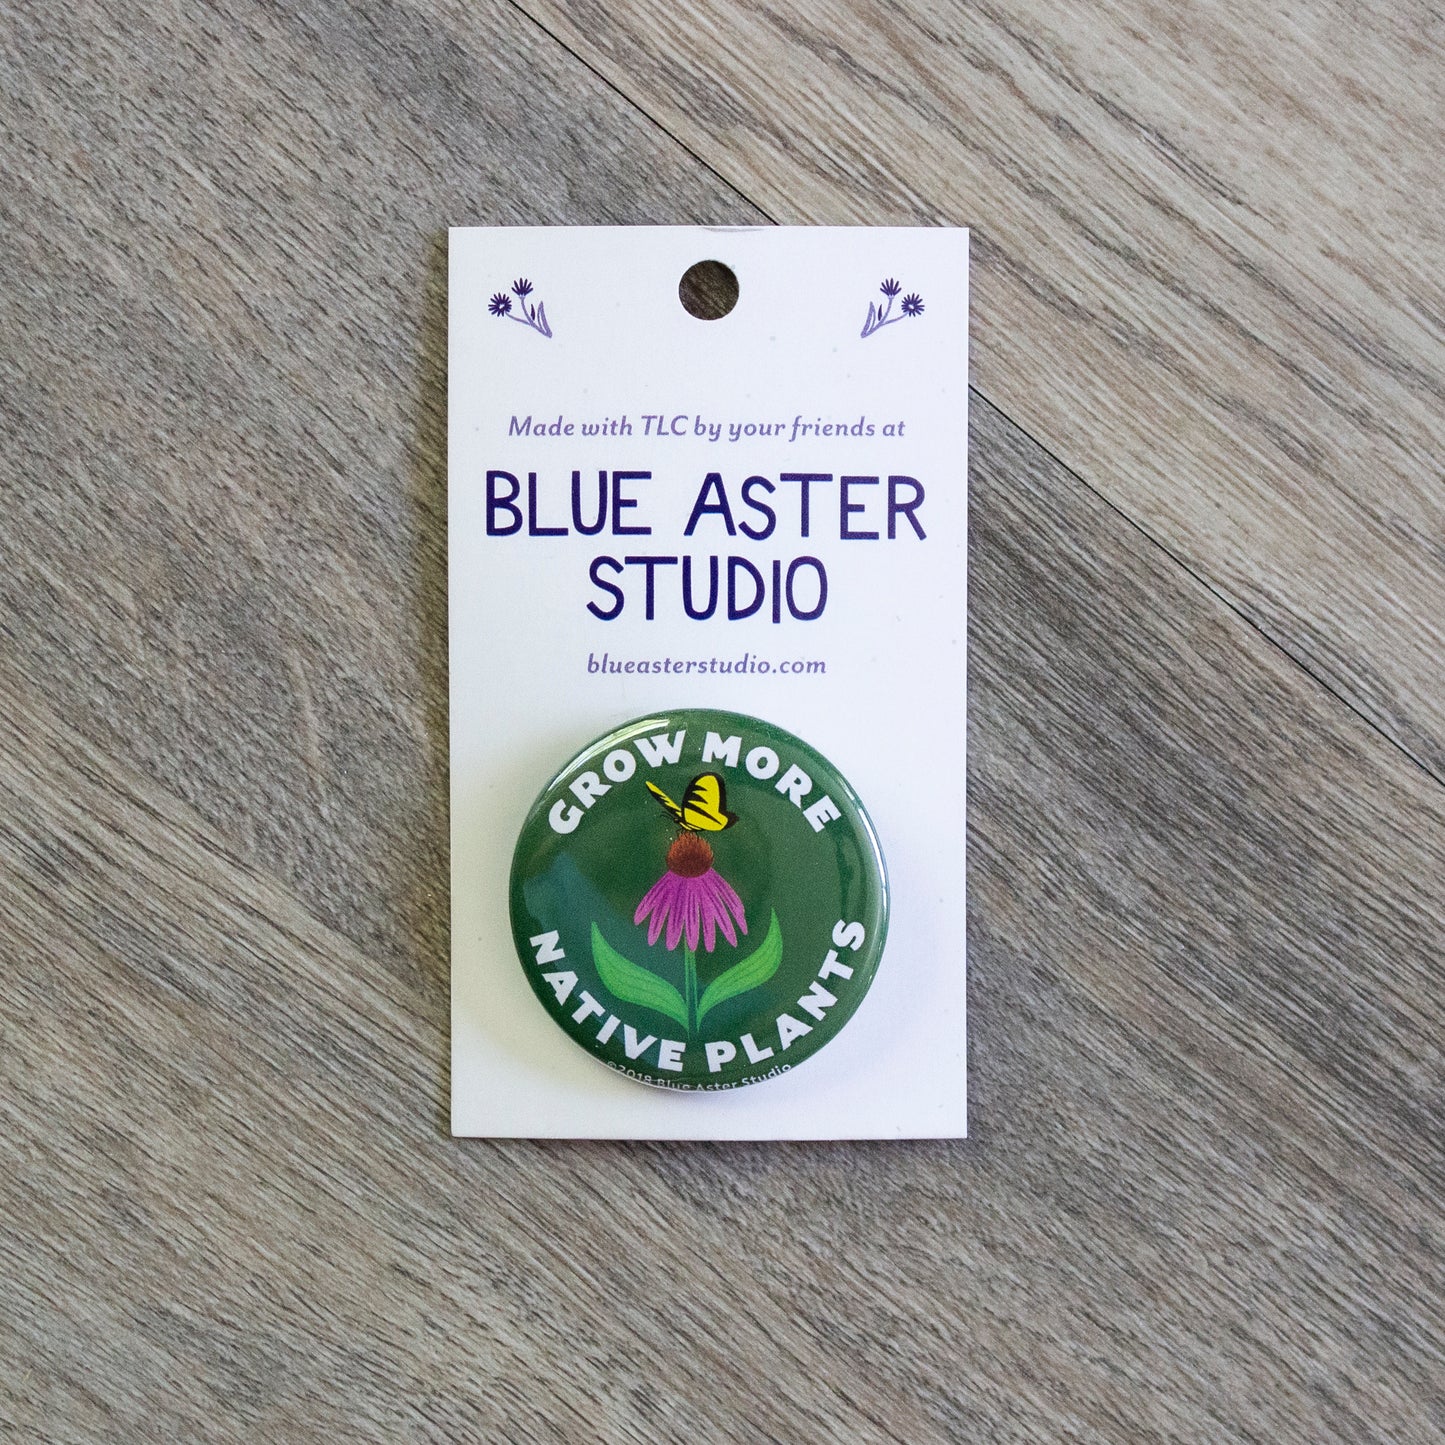 Made with TLC by your friends at
BLUE ASTER
STUDIO
blueasterstudio.com
GROW MORE
NATIVE PLANTS
©2018 Blue Aster Studio